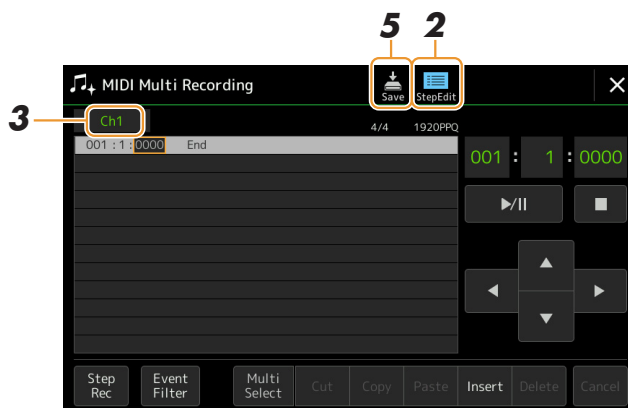 5 2
MIDI Multi Recording
Save
StepEdit
3
Ch1
4/4 1920PPQ
001 : 1 : 0000 End
001 : 1 : 0000
Step Rec
Event Filter
Multi Select
Cut
Copy
Paste
Insert
Delete
Cancel